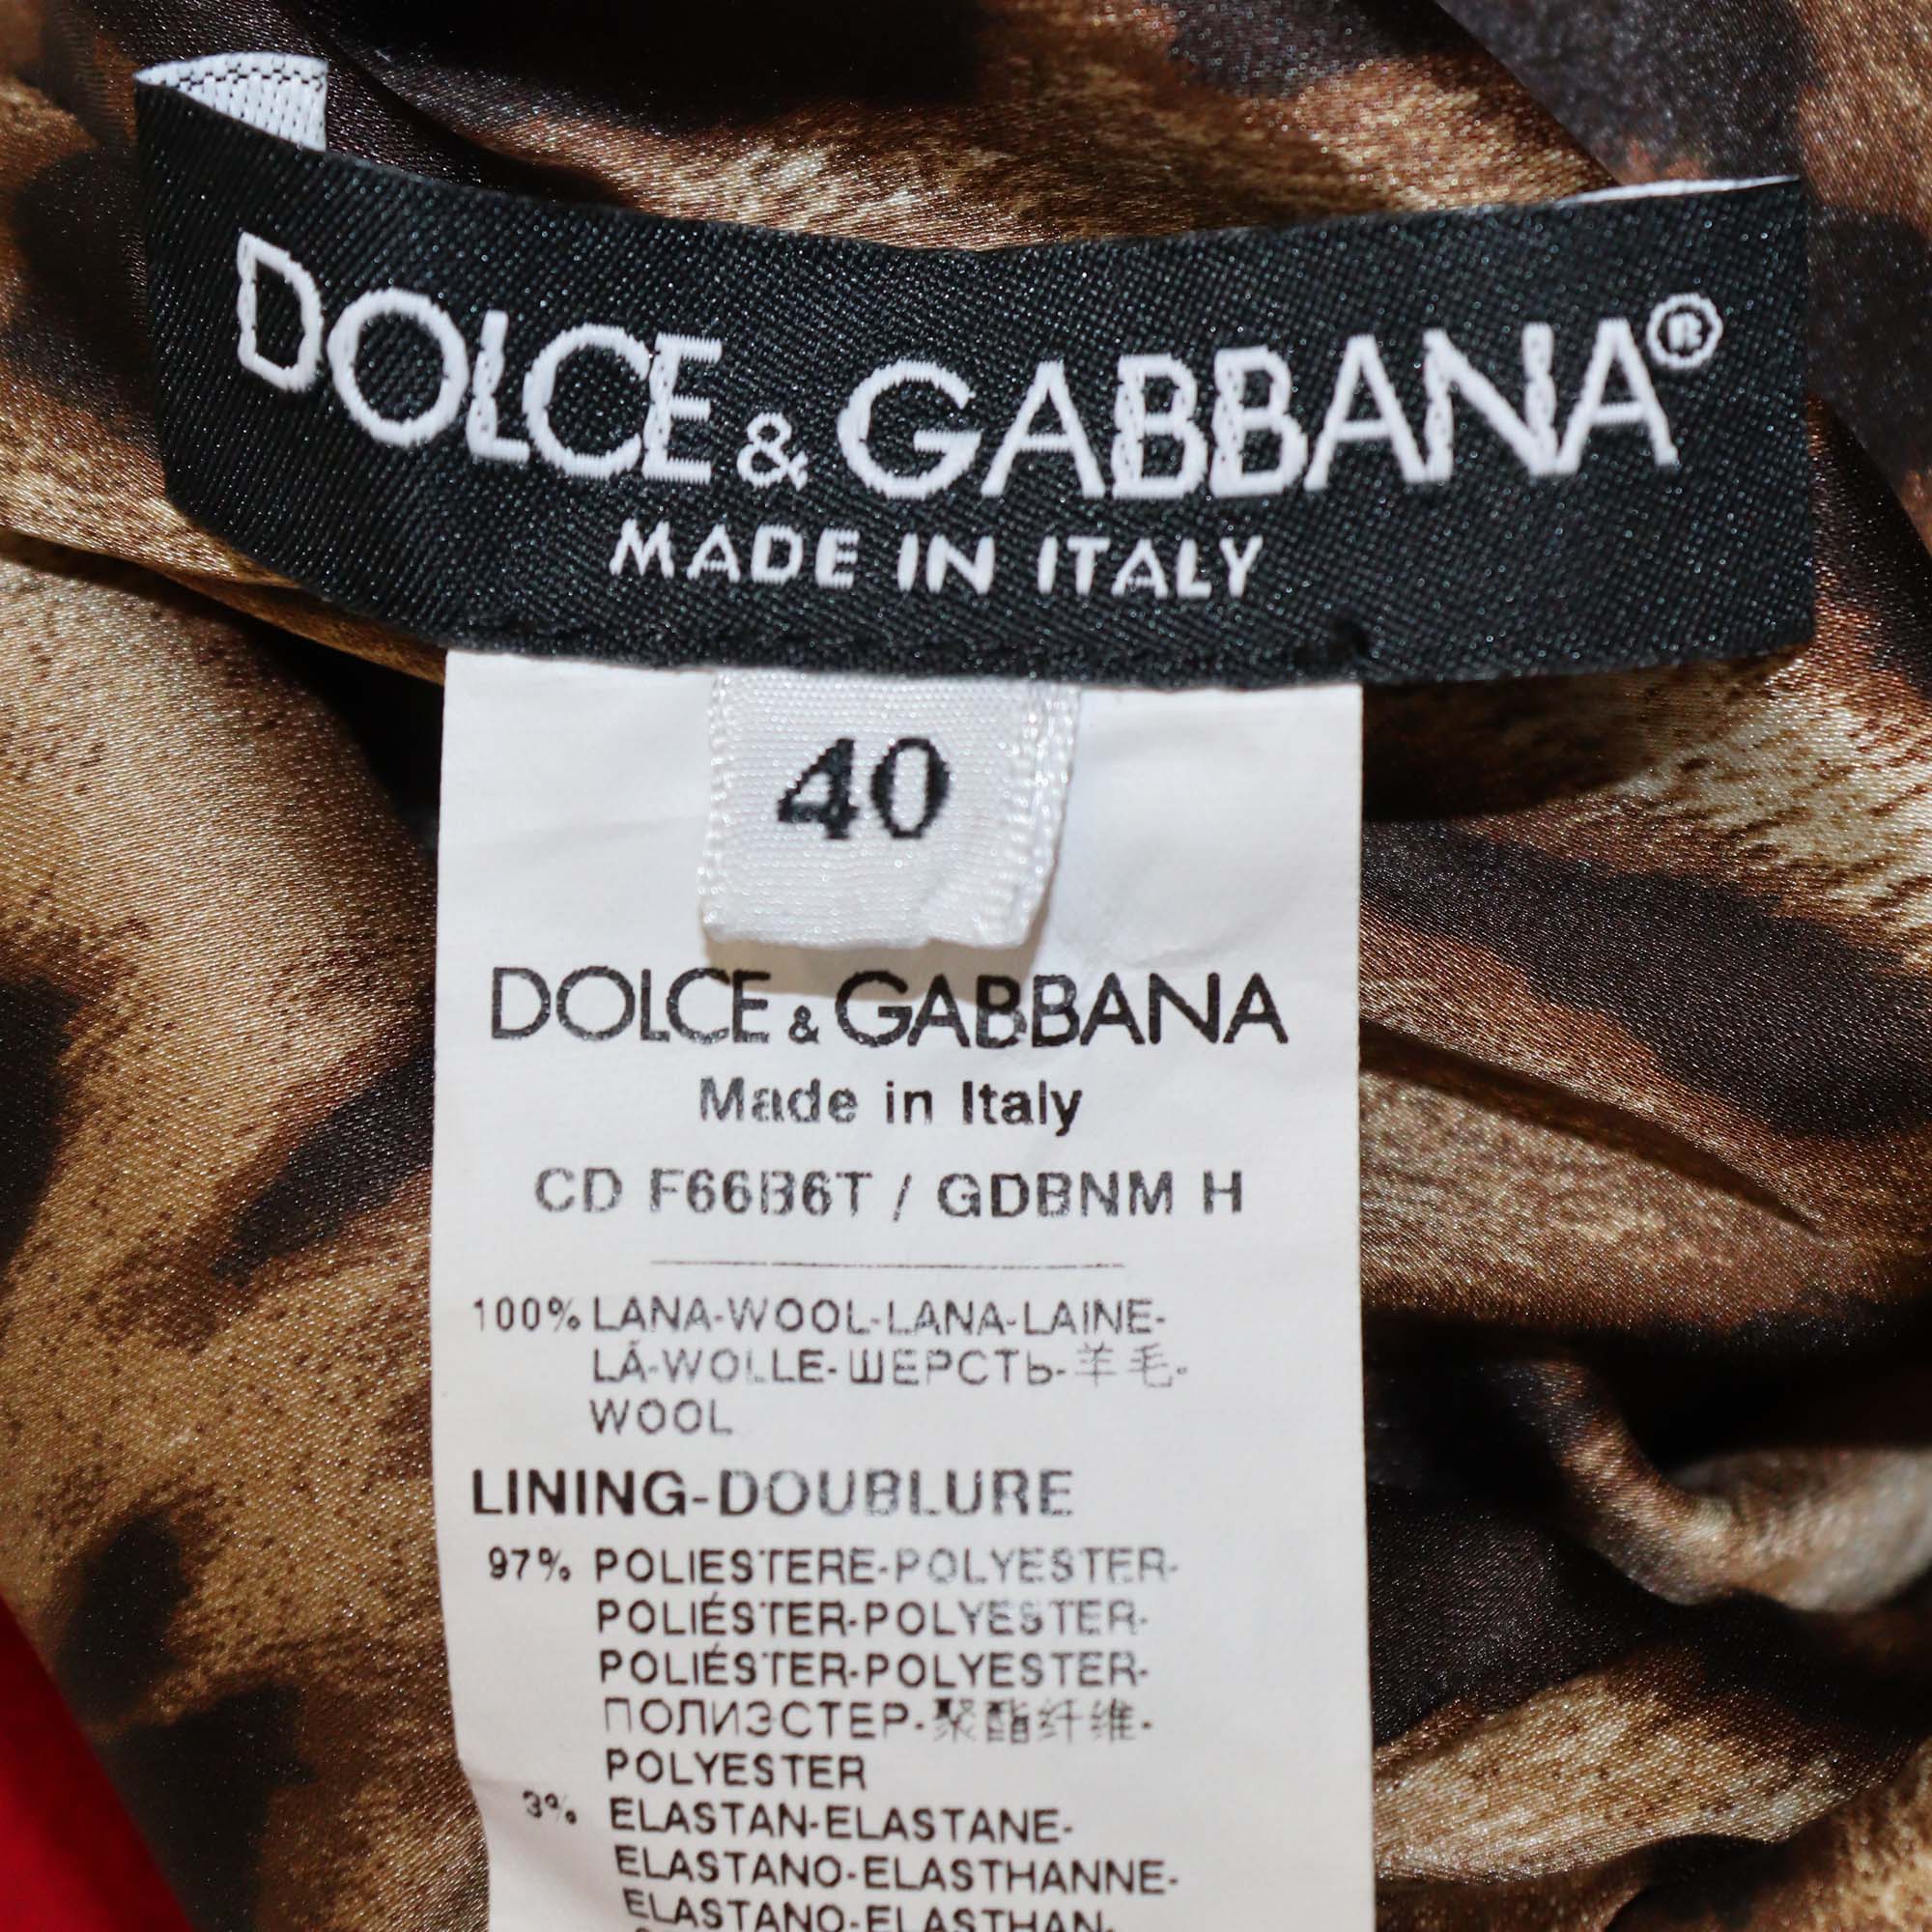 DOLCE & GABBANA®
MADE IN ITALY
40
DOLCE & GABBANA
Made in Italy
CD F66B6T / GDBNM H
100% LANA-WOOL-LANA-LAINE-
LÃ-WOLLE-ШЕРСТЬ-羊毛-
WOOL
LINING-DOUBLURE
97% POLIESTERE-POLYESTER-
POLIÉSTER-POLYESTER-
POLIÉSTER-POLYESTER-
ПОЛИЭСТЕР-聚酯纤维-
POLYESTER
3% ELASTAN-ELASTANE-
ELASTANO-ELASTHANNE-
ELASTANO-ELASTHAN-